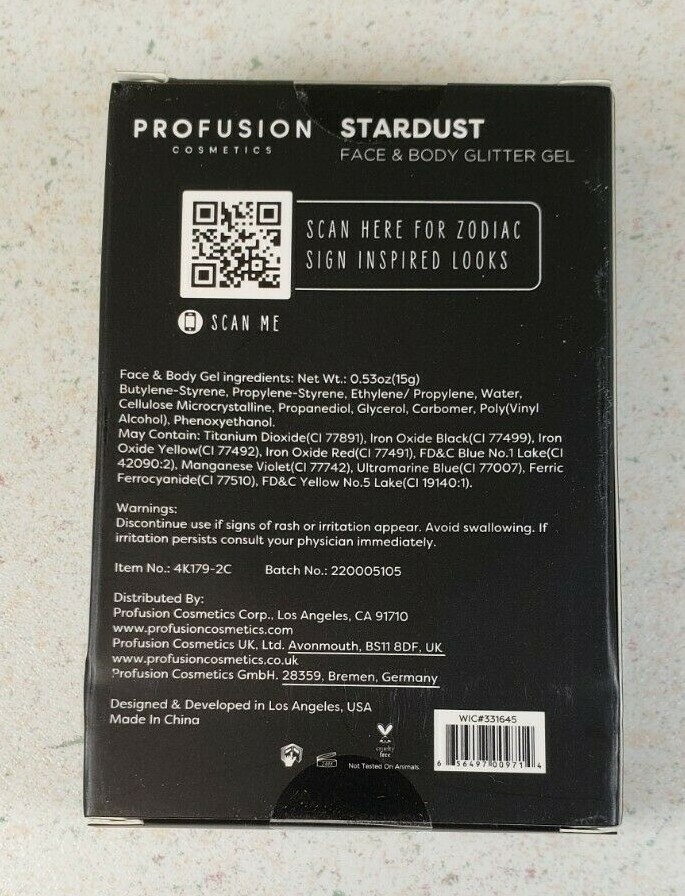 PROFUSION
COSMETICS
STARDUST
FACE & BODY GLITTER GEL
SCAN HERE FOR ZODIAC
SIGN INSPIRED LOOKS
SCAN ME
Face & Body Gel ingredients: Net Wt.: 0.53oz(15g)
Butylene-Styrene, Propylene-Styrene, Ethylene/ Propylene, Water,
Cellulose Microcrystalline, Propanediol, Glycerol, Carbomer, Poly(Vinyl
Alcohol), Phenoxyethanol.
May Contain: Titanium Dioxide(CI 77891), Iron Oxide Black(CI 77499), Iron
Oxide Yellow(CI 77492), Iron Oxide Red(CI 77491), FD&C Blue No.1 Lake(CI
42090:2), Manganese Violet(CI 77742), Ultramarine Blue(CI 77007), Ferric
Ferrocyanide(CI 77510), FD&C Yellow No.5 Lake(CI 19140:1).
Warnings:
Discontinue use if signs of rash or irritation appear. Avoid swallowing. If
irritation persists consult your physician immediately.
Item No.: 4K179-2C Batch No.: 220005105
Distributed By:
Profusion Cosmetics Corp., Los Angeles, CA 91710
www.profusioncosmetics.com
Profusion Cosmetics UK, Ltd. Avonmouth, BS11 8DF, UK
www.profusioncosmetics.co.uk
Profusion Cosmetics GmbH. 28359, Bremen, Germany
Designed & Developed in Los Angeles, USA
Made In China
24M
cruelty
free
Not Tested On Animals
WIC#331645
6 56497 00971 4